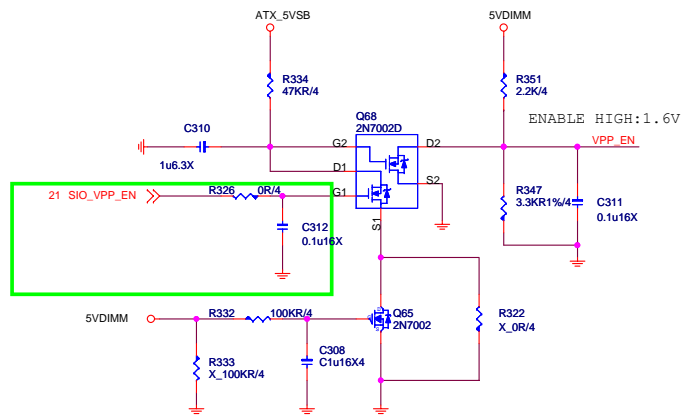 ATX_5VSB
5VDIMM
R334
47KR/4
R351
2.2K/4
Q68
2N7002D
ENABLE HIGH:1.6V
C310
1u6.3X
G2
D2
VPP_EN
D1
S2
21 SIO_VPP_EN
R326
0R/4
G1
R347
3.3KR1%/4
C311
0.1u16X
C312
0.1u16X
S1
5VDIMM
R332
100KR/4
Q65
2N7002
R322
X_0R/4
R333
X_100KR/4
C308
C1u16X4